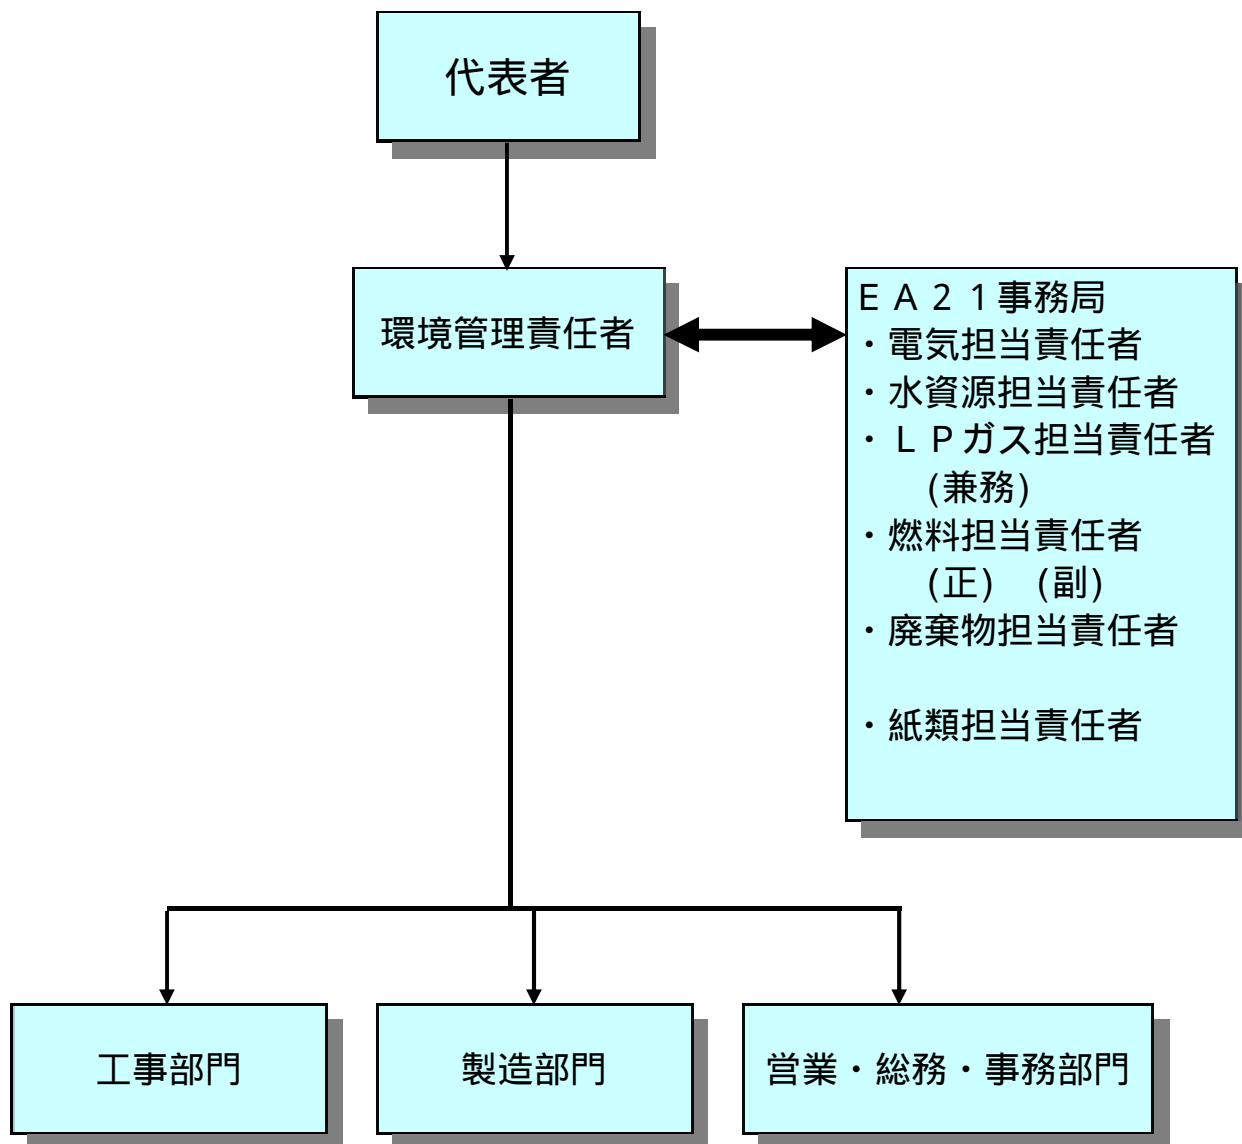 代表者
環境管理責任者
ＥＡ２１事務局
・電気担当責任者
・水資源担当責任者
・ＬＰガス担当責任者
(兼務)
・燃料担当責任者
(正)　(副)
・廃棄物担当責任者
・紙類担当責任者
工事部門
製造部門
営業・総務・事務部門